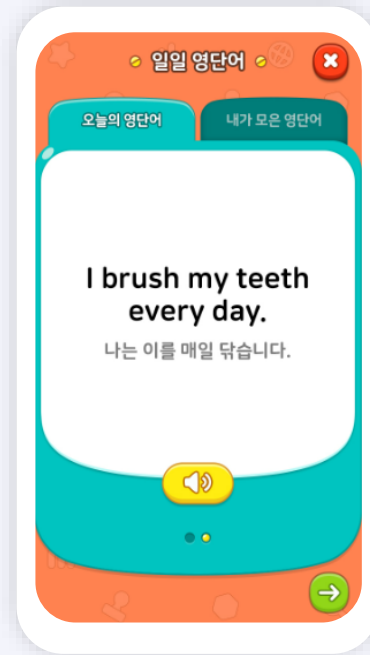 일일 영단어
오늘의 영단어
내가 모은 영단어
I brush my teeth
every day.
나는 이를 매일 닦습니다.